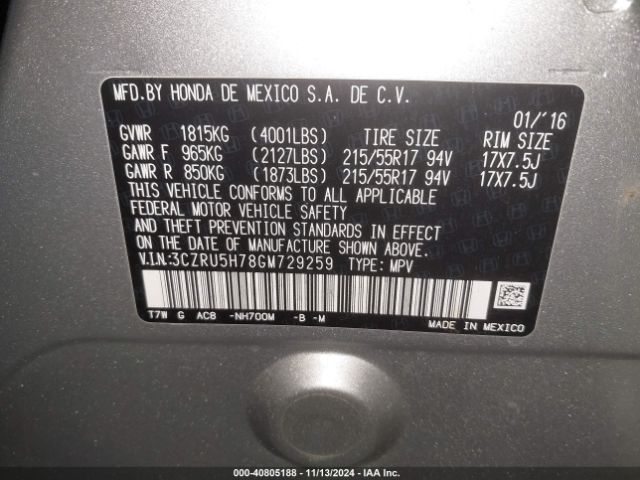 MFD.BY HONDA DE MEXICO S.A. DE C.V.
01/'16
GVWR 1815KG (4001LBS) TIRE SIZE RIM SIZE
GAWR F 965KG (2127LBS) 215/55R17 94V 17X7.5J
GAWR R 850KG (1873LBS) 215/55R17 94V 17X7.5J
THIS VEHICLE CONFORMS TO ALL APPLICABLE
FEDERAL MOTOR VEHICLE SAFETY
AND THEFT PREVENTION STANDARDS IN EFFECT
ON THE DATE OF MANUFACTURE SHOWN ABOVE.
V.I.N.:3CZRU5H78GM729259 TYPE: MPV
T7W G AC8 -NH700M -B -M
MADE IN MEXICO
000-40805188 - 11/13/2024 - IAA Inc.